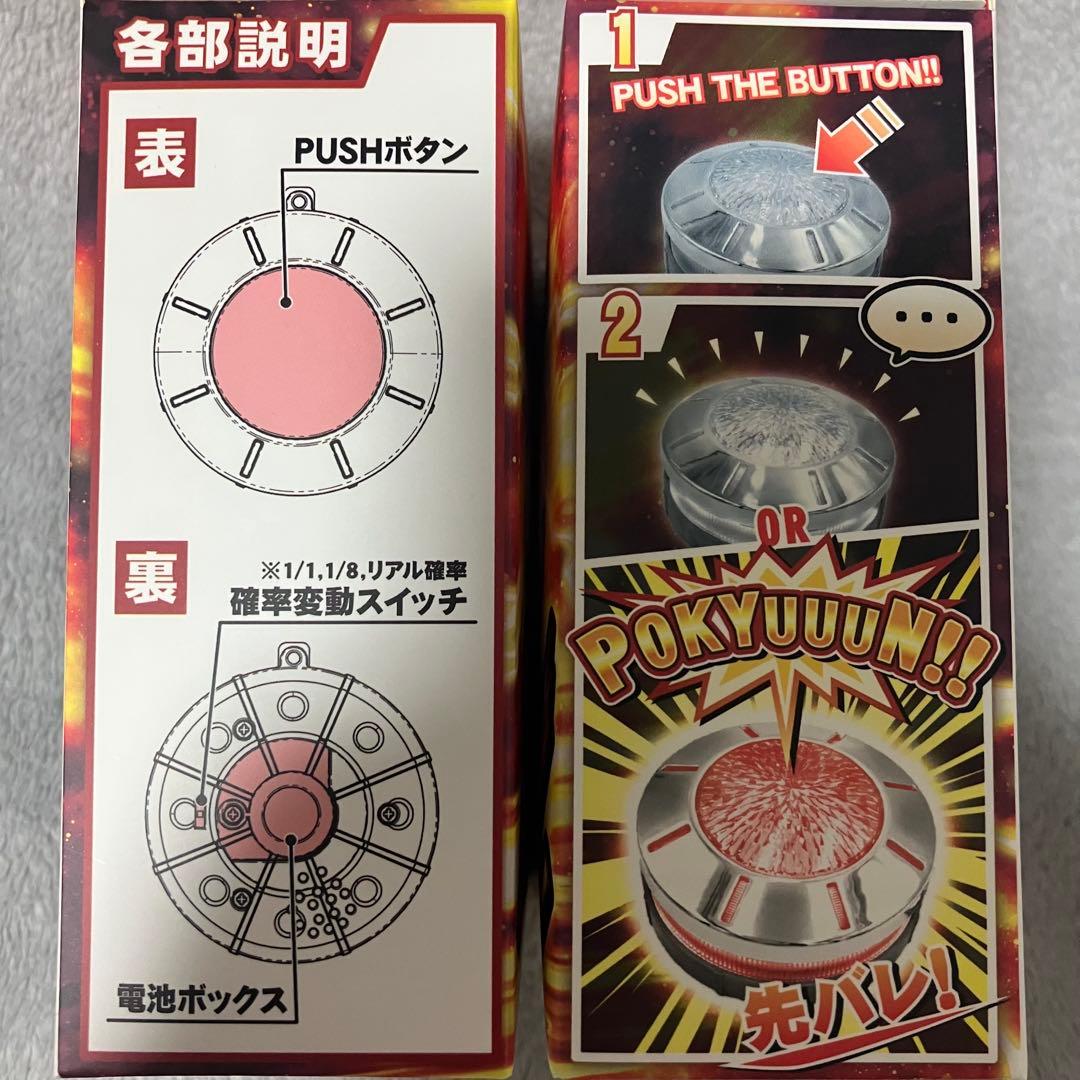 各部説明
表
PUSHボタン
裏
※1/1,1/8,リアル確率
確率変動スイッチ
電池ボックス
1
PUSH THE BUTTON!!
2
...
OR
POKYUUUN!!
先バレ!